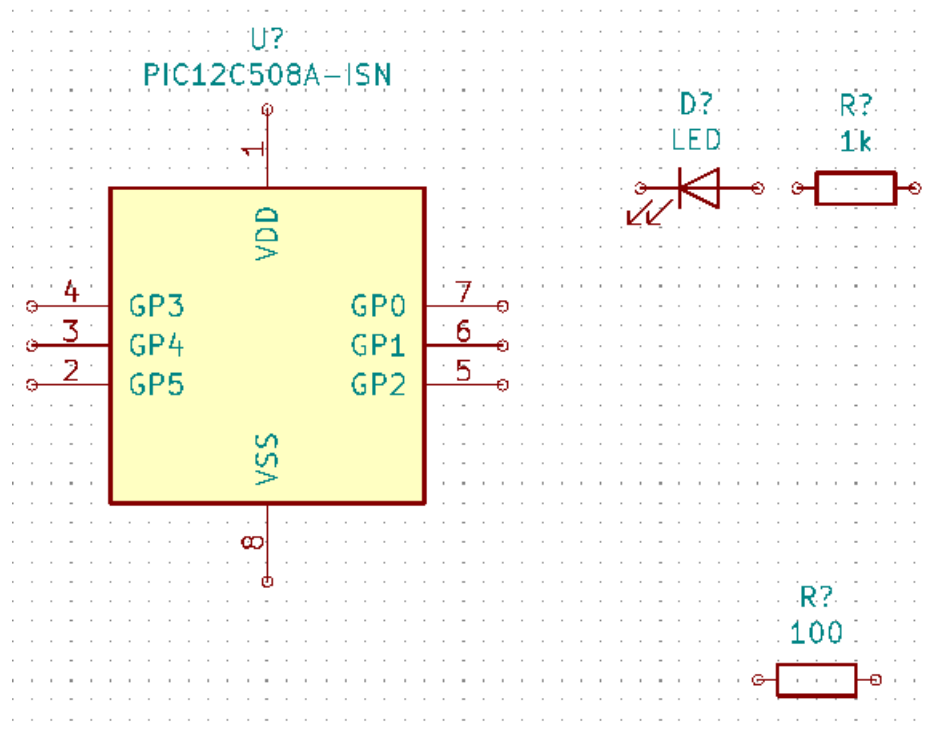 U?
PIC12C508A-ISN
D?
LED
R?
1k
1
VDD
4
GP3
GP0
7
3
GP4
GP1
6
2
GP5
GP2
5
VSS
8
R?
100